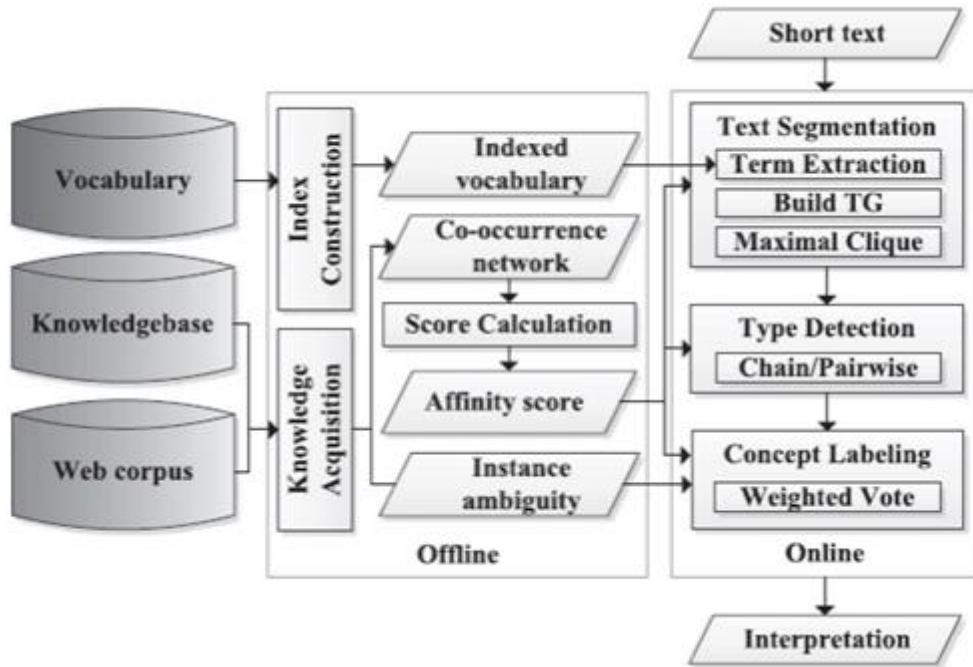 Short text
Vocabulary
Knowledgebase
Web corpus
Index
Construction
Knowledge
Acquisition
Indexed
vocabulary
Co-occurrence
network
Score Calculation
Affinity score
Instance
ambiguity
Offline
Text Segmentation
Term Extraction
Build TG
Maximal Clique
Type Detection
Chain/Pairwise
Concept Labeling
Weighted Vote
Online
Interpretation